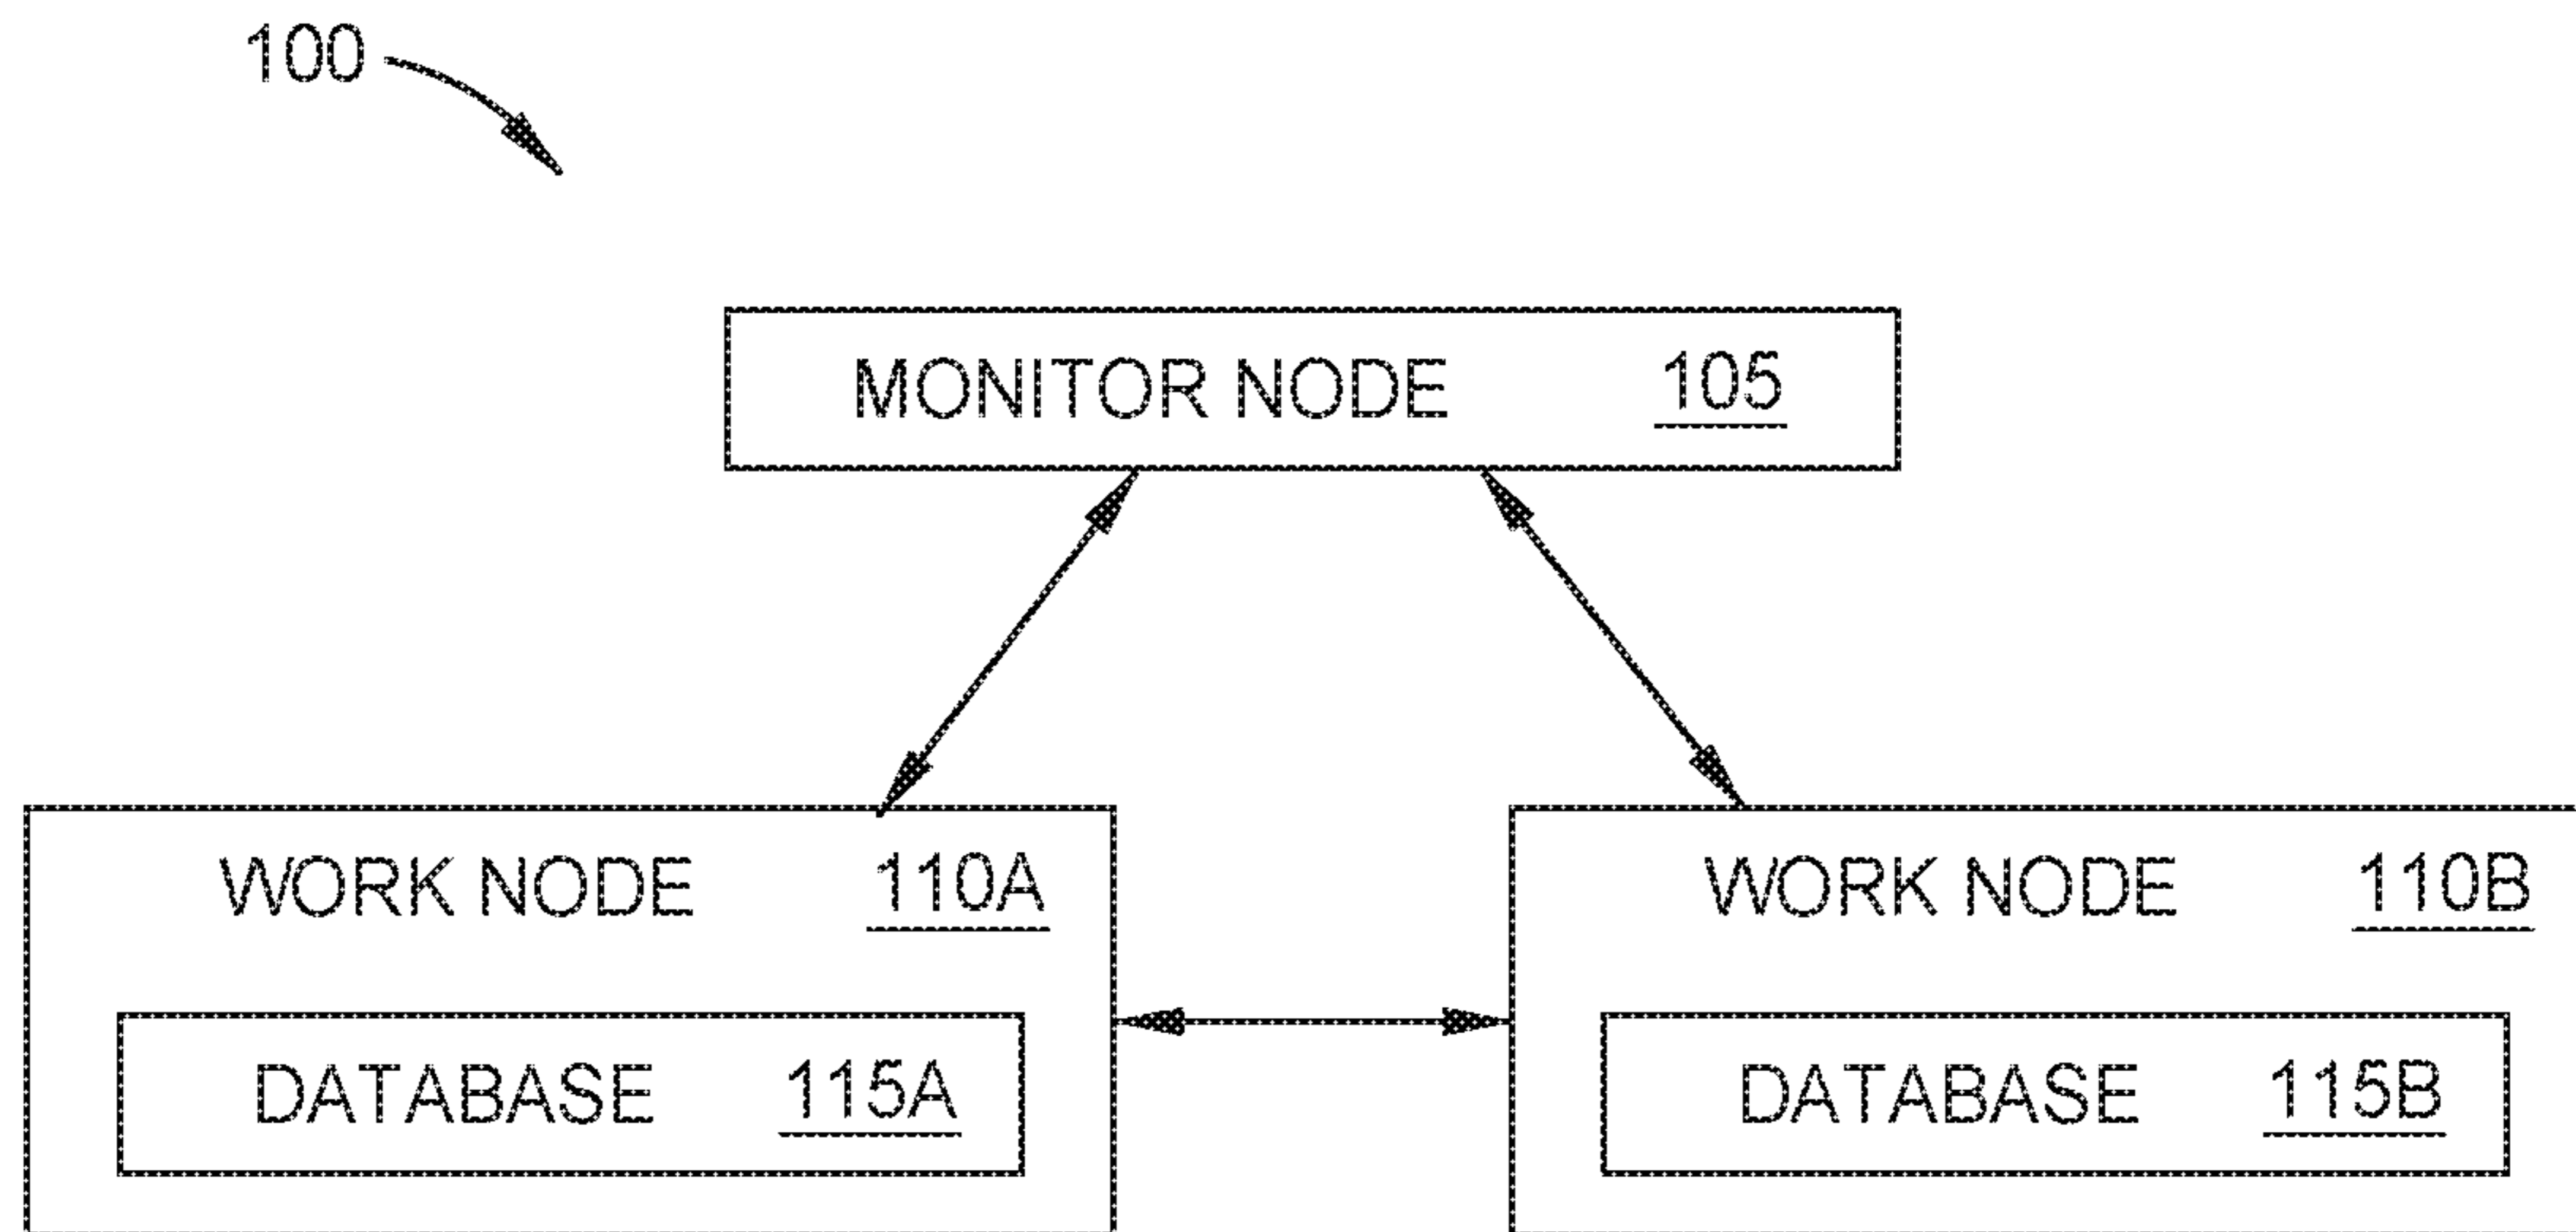 100
MONITOR NODE 105
WORK NODE 110A
DATABASE 115A
WORK NODE 110B
DATABASE 115B